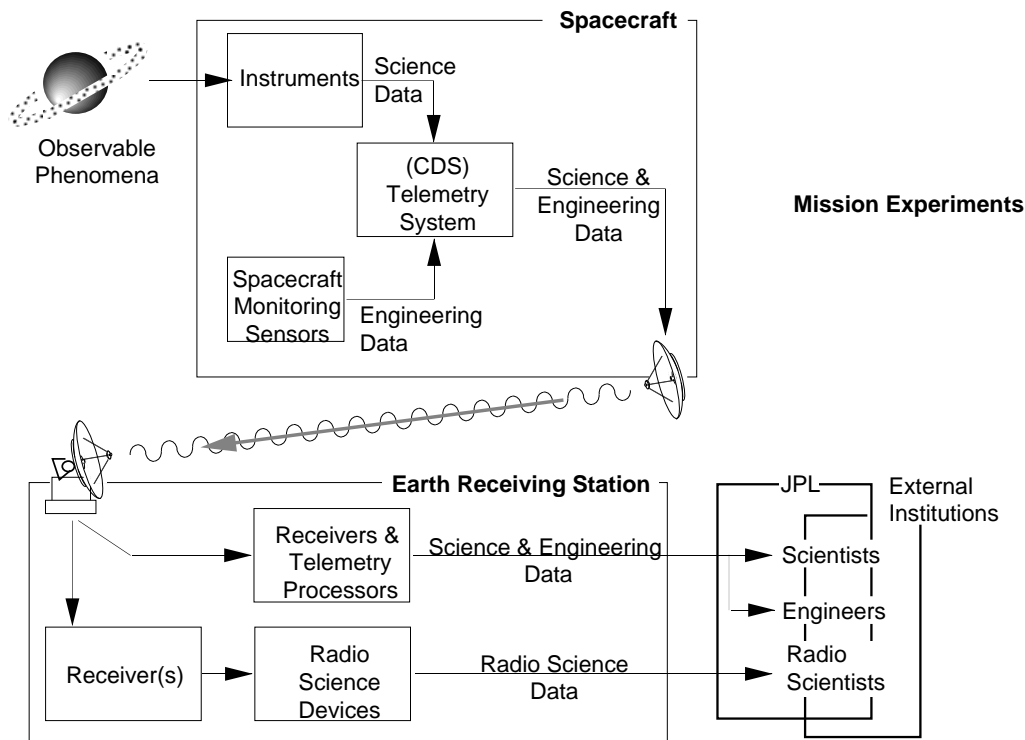 Spacecraft
Observable
Phenomena
Instruments
Science
Data
(CDS)
Telemetry
System
Science &
Engineering
Data
Mission Experiments
Spacecraft
Monitoring
Sensors
Engineering
Data
Earth Receiving Station
JPL
External
Institutions
Receivers &
Telemetry
Processors
Science & Engineering
Data
Scientists
Engineers
Receiver(s)
Radio
Science
Devices
Radio Science
Data
Radio
Scientists